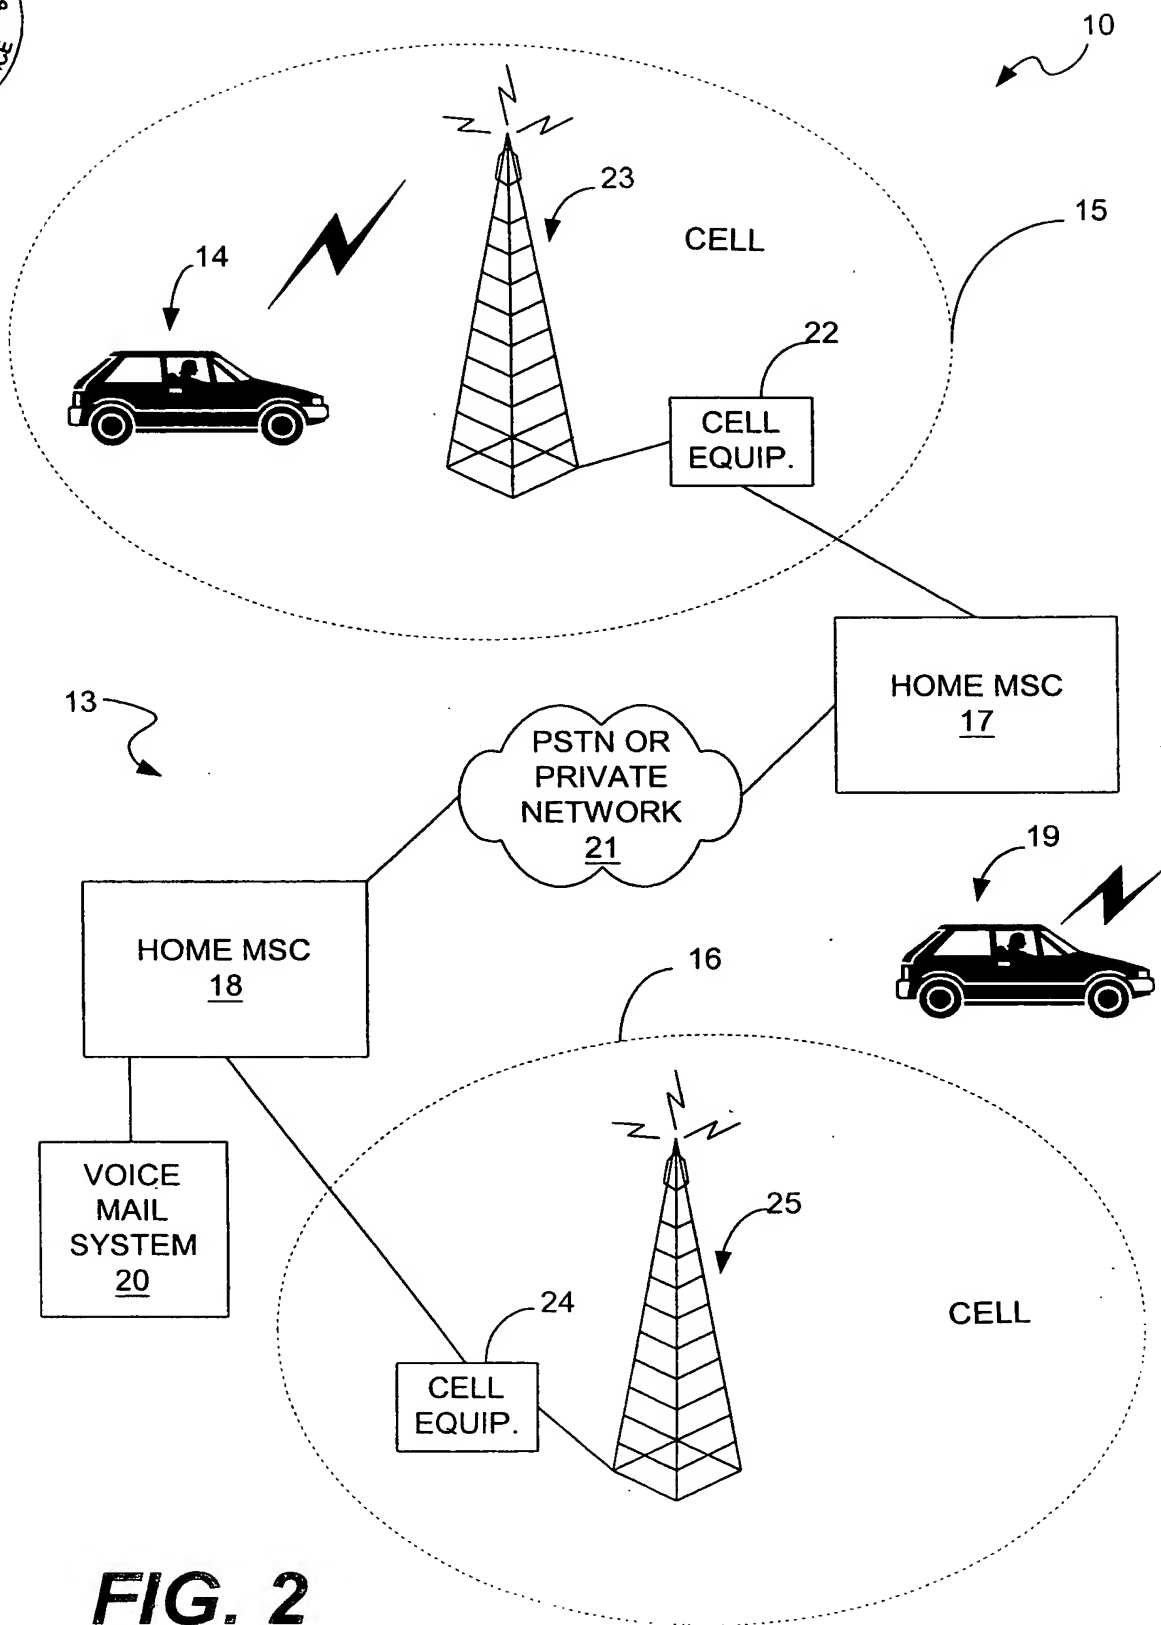 10
23
15
CELL
14
22
CELL
EQUIP.
HOME MSC
17
13
PSTN OR
PRIVATE
NETWORK
21
19
HOME MSC
18
16
VOICE
MAIL
SYSTEM
20
25
24
CELL
CELL
EQUIP.
FIG. 2